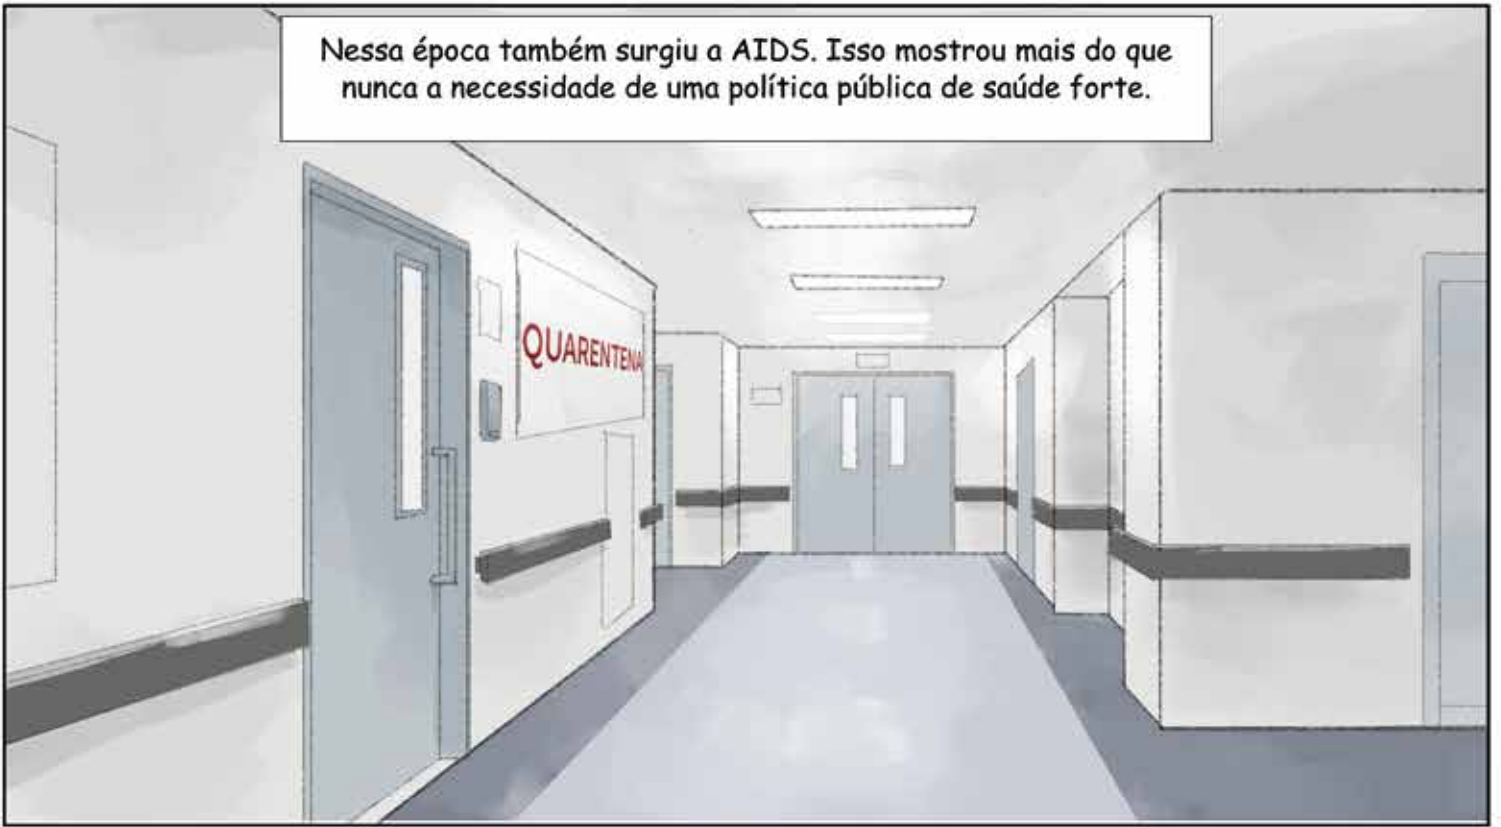 Nessa época também surgiu a AIDS. Isso mostrou mais do que
nunca a necessidade de uma política pública de saúde forte.
QUARENTENA